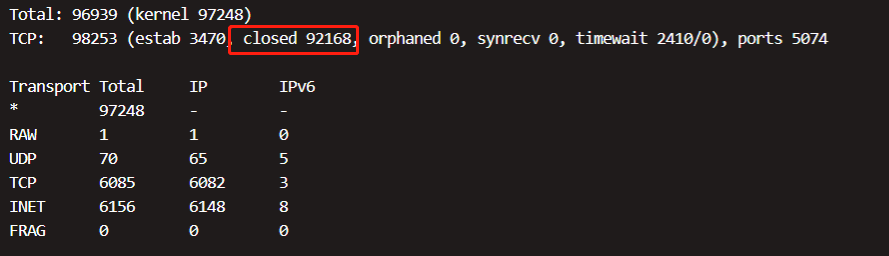 Total: 96939 (kernel 97248)
TCP:   98253 (estab 3470, closed 92168, orphaned 0, synrecv 0, timewait 2410/0), ports 5074

Transport Total     IP        IPv6
*         97248     -         -
RAW       1         1         0
UDP       70        65        5
TCP       6085      6082      3
INET      6156      6148      8
FRAG      0         0         0